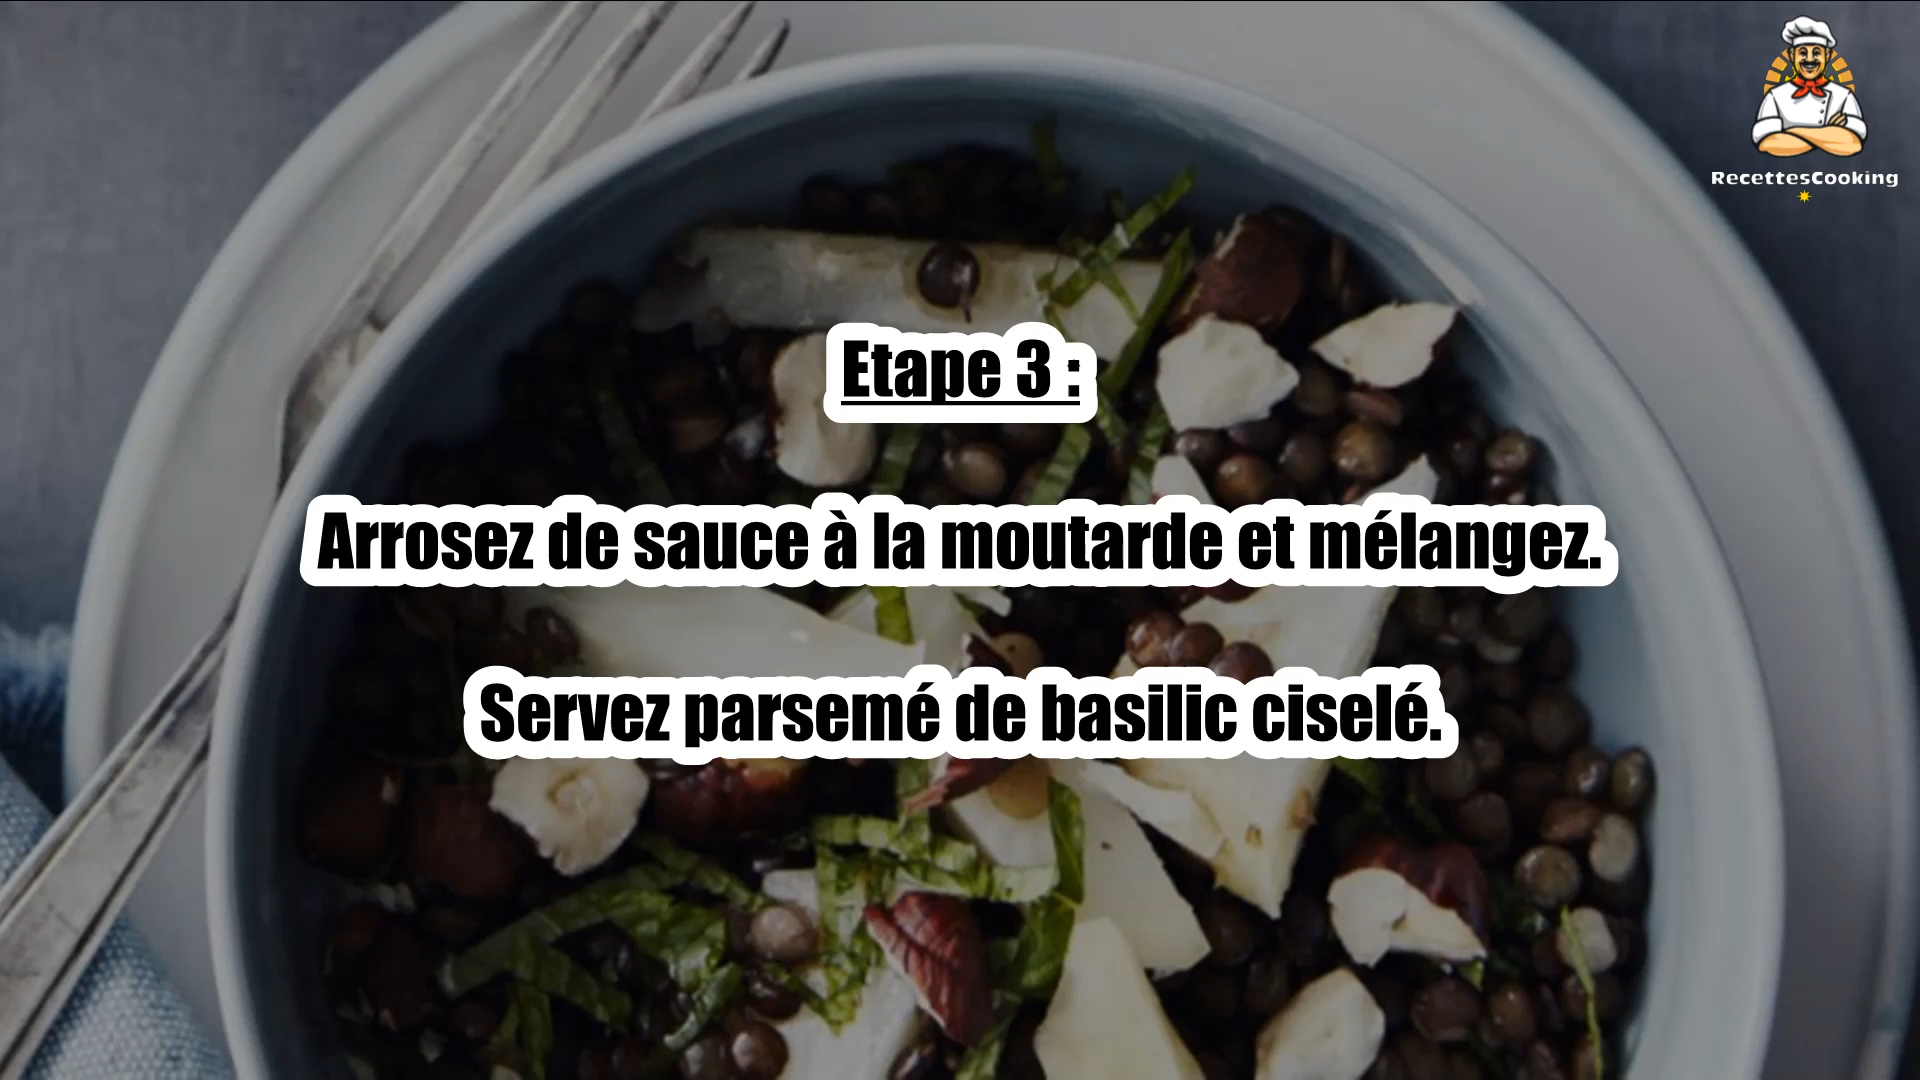 RecettesCooking
Etape 3 :
Arrosez de sauce à la moutarde et mélangez.
Servez parsemé de basilic ciselé.